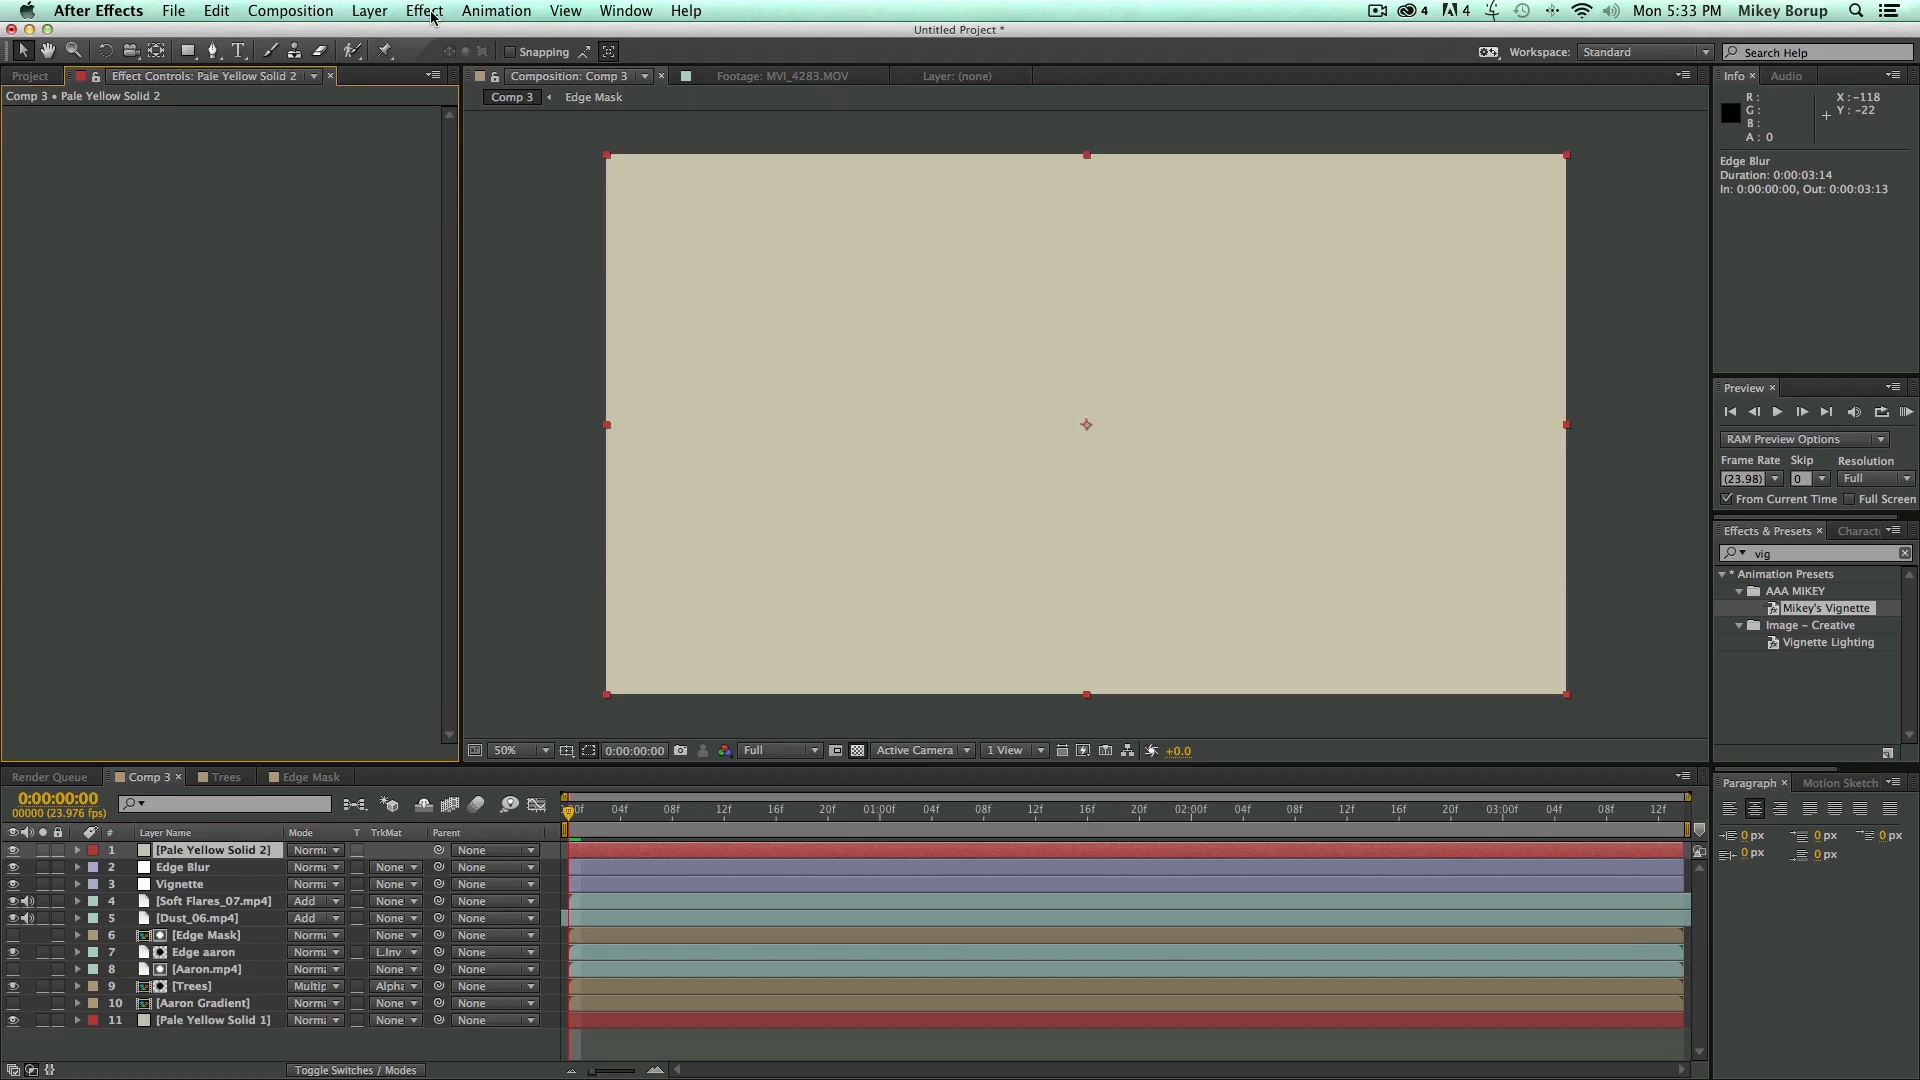 After Effects File Edit Composition Layer Effect Animation View Window Help 4 4 Mon 5:33 PM Mikey Borup
Untitled Project *
Snapping Workspace: Standard Search Help
Project Effect Controls: Pale Yellow Solid 2 × Composition: Comp 3 × Footage: MVI_4283.MOV Layer: (none) Info × Audio
Comp 3 • Pale Yellow Solid 2
Comp 3 Edge Mask
R :
G :
B :
A : 0
X : -118
Y : -22
Edge Blur
Duration: 0:00:03:14
In: 0:00:00:00, Out: 0:00:03:13
Preview ×
RAM Preview Options
Frame Rate Skip Resolution
(23.98) 0 Full
From Current Time Full Screen
Effects & Presets × Charact
vig
* Animation Presets
AAA MIKEY
Mikey's Vignette
Image – Creative
Vignette Lighting
50% 0:00:00:00 Full Active Camera 1 View +0.0
Render Queue Comp 3 × Trees Edge Mask
Paragraph × Motion Sketch
0:00:00:00
00000 (23.976 fps)
00f 04f 08f 12f 16f 20f 01:00f 04f 08f 12f 16f 20f 02:00f 04f 08f 12f 16f 20f 03:00f 04f 08f 12f
# Layer Name Mode T TrkMat Parent
1 [Pale Yellow Solid 2] Norma None
2 Edge Blur Norma None None
3 Vignette Norma None None
4 [Soft Flares_07.mp4] Add None None
5 [Dust_06.mp4] Add None None
6 [Edge Mask] Norma None None
7 Edge aaron Norma L.Inv None
8 [Aaron.mp4] Norma None None
9 [Trees] Multip Alpha None
10 [Aaron Gradient] Norma None None
11 [Pale Yellow Solid 1] Norma None None
0 px 0 px 0 px
0 px 0 px
Toggle Switches / Modes